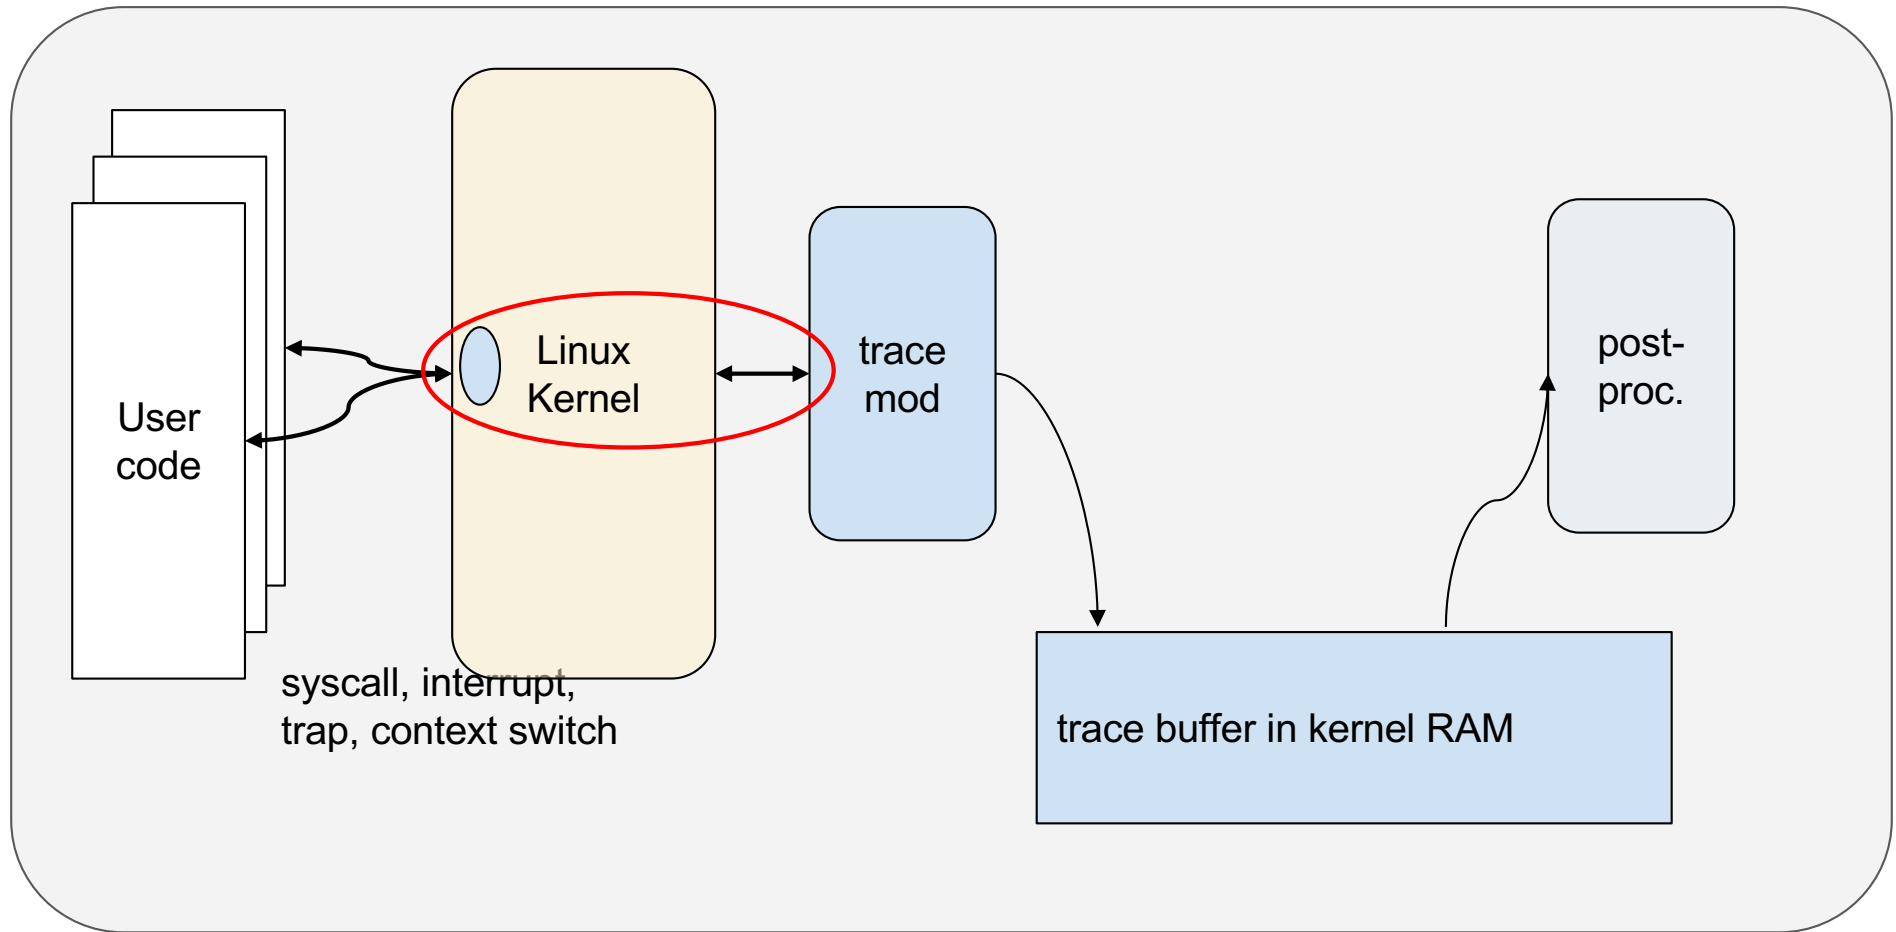 User
code
Linux
Kernel
trace
mod
post-
proc.
syscall, interrupt,
trap, context switch
trace buffer in kernel RAM